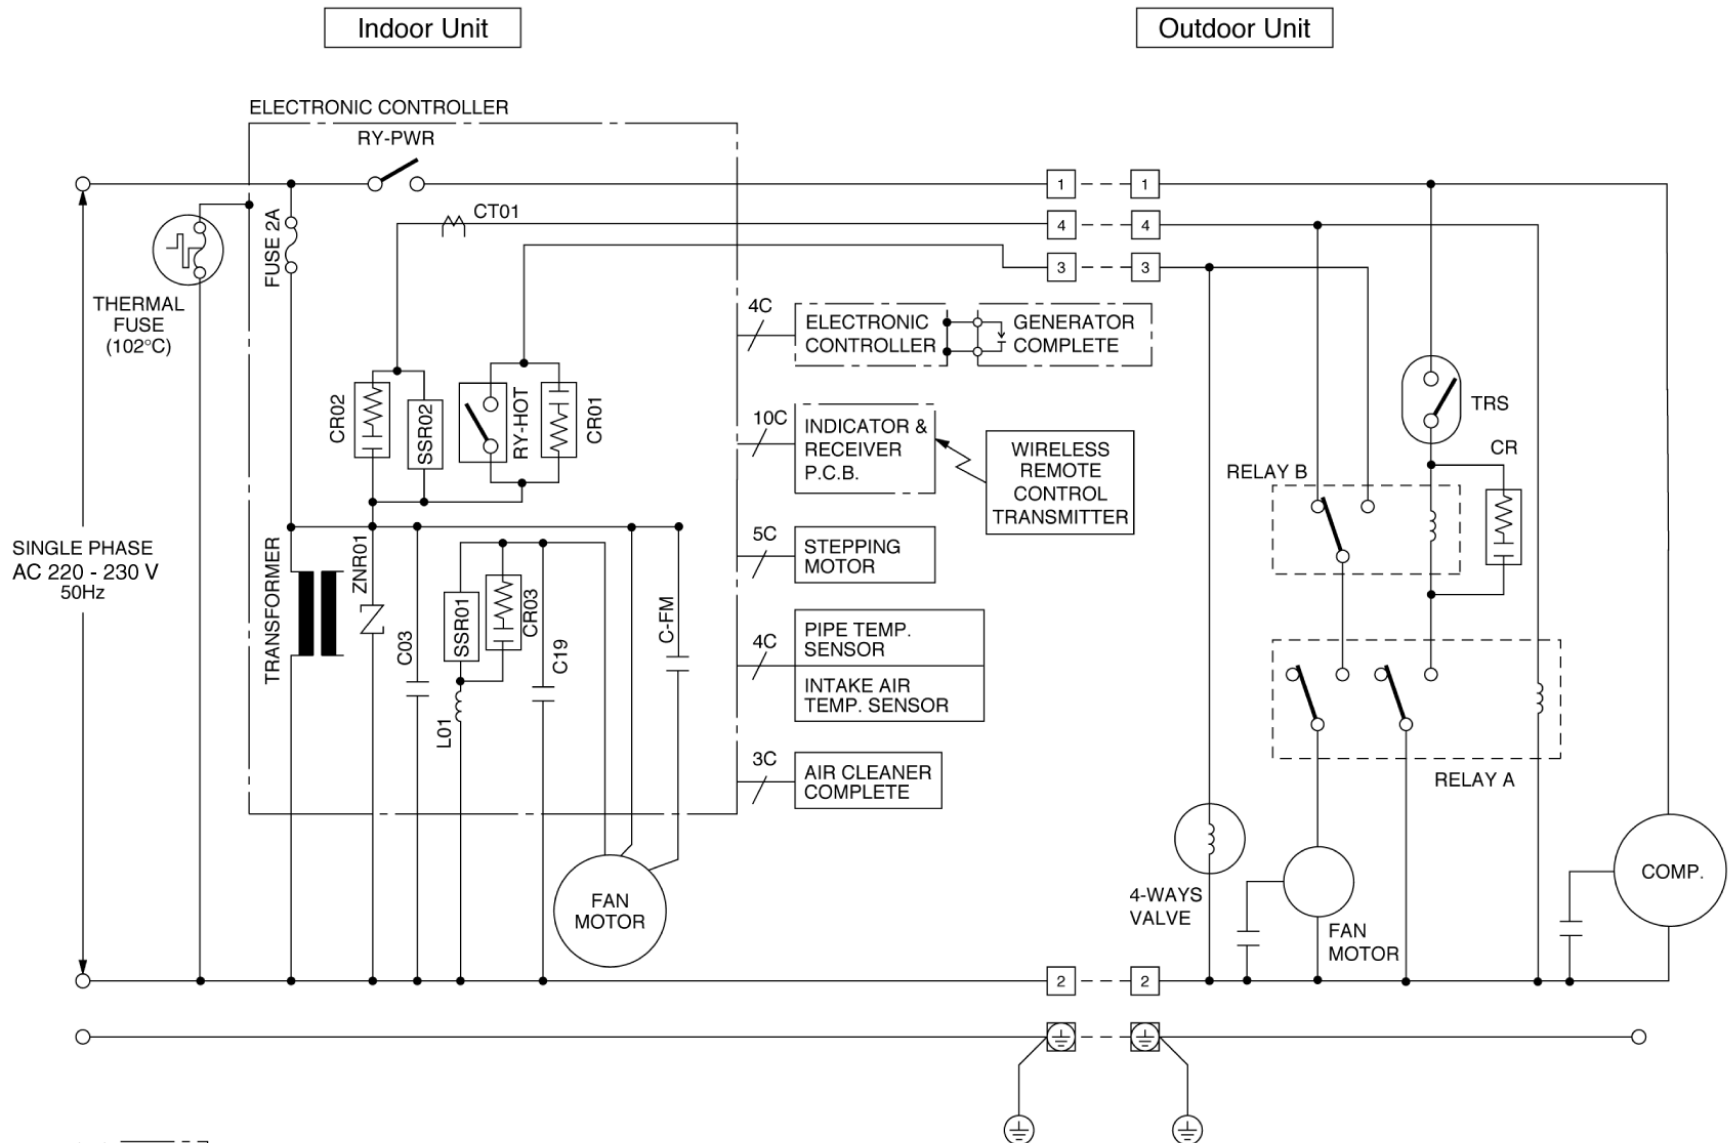 Indoor Unit
Outdoor Unit
ELECTRONIC CONTROLLER
RY-PWR
1
1
CT01
4
4
3
3
FUSE 2A
THERMAL
FUSE
(102°C)
4C
ELECTRONIC
CONTROLLER
GENERATOR
COMPLETE
CR02
SSR02
RY-HOT
CR01
10C
INDICATOR &
RECEIVER
P.C.B.
WIRELESS
REMOTE
CONTROL
TRANSMITTER
TRS
CR
RELAY B
SINGLE PHASE
AC 220 - 230 V
50Hz
TRANSFORMER
ZNR01
C03
SSR01
CR03
L01
C19
C-FM
5C
STEPPING
MOTOR
4C
PIPE TEMP.
SENSOR
INTAKE AIR
TEMP. SENSOR
3C
AIR CLEANER
COMPLETE
RELAY A
FAN
MOTOR
4-WAYS
VALVE
FAN
MOTOR
COMP.
2
2